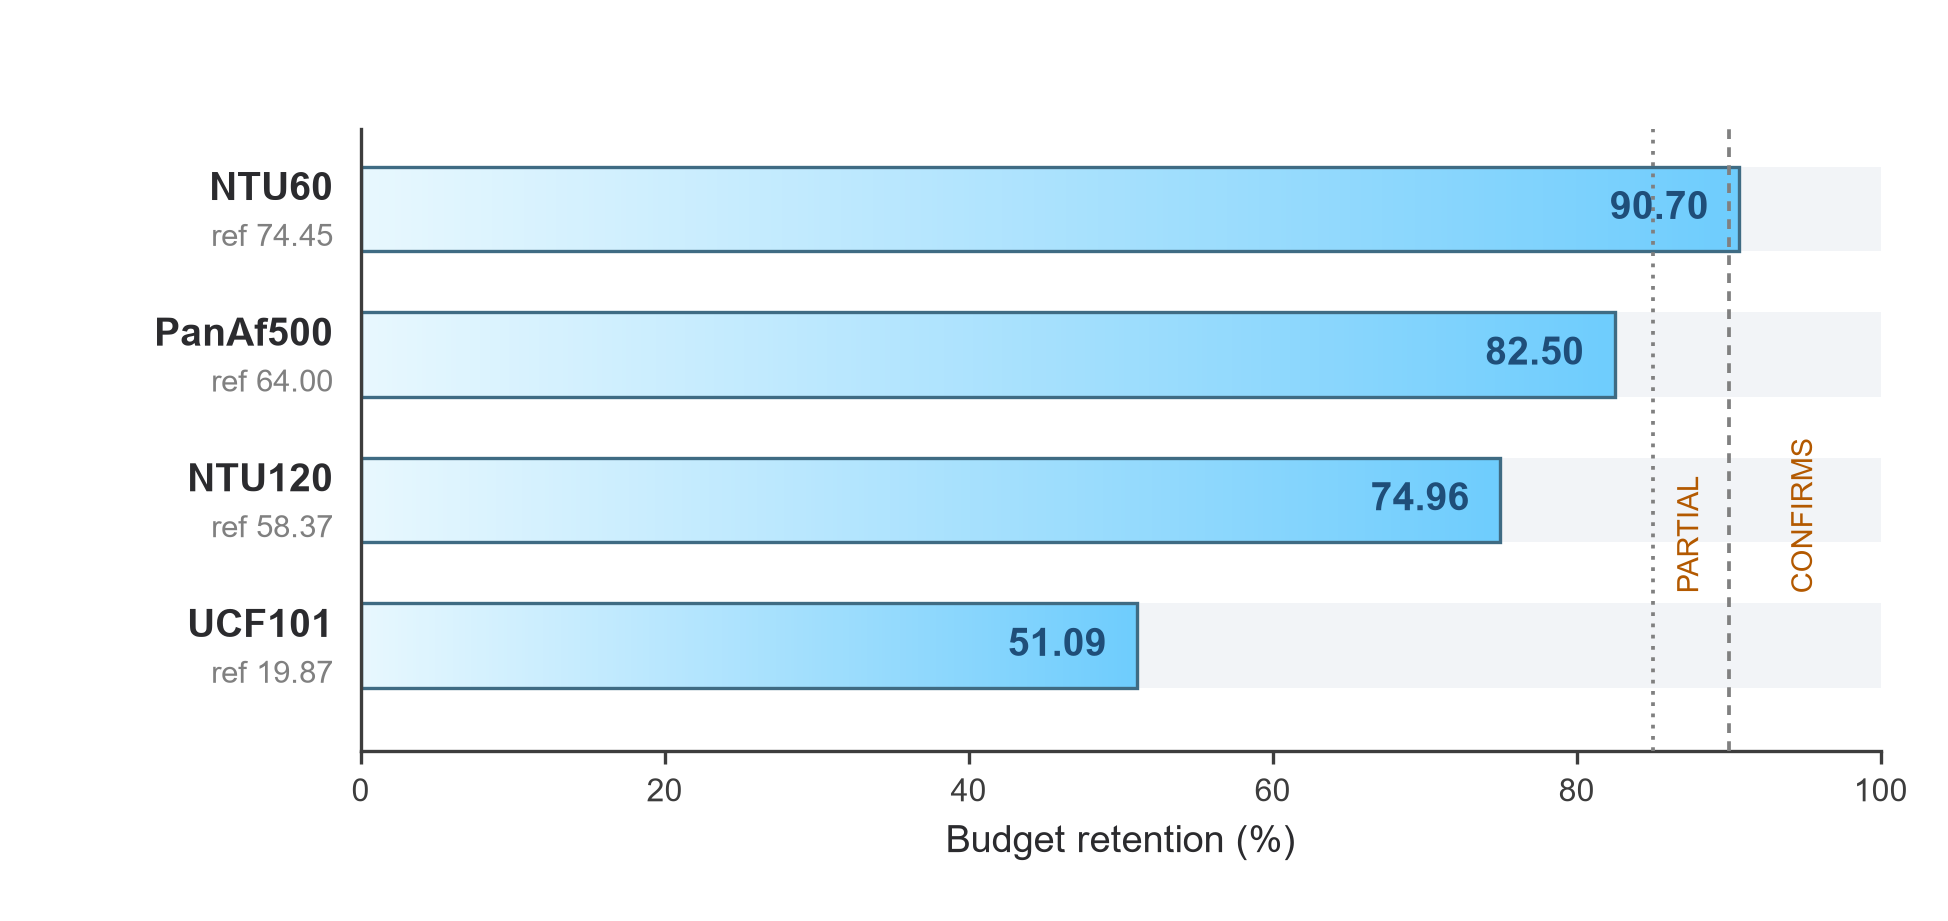 NTU60
ref 74.45
90.70
PanAf500
ref 64.00
82.50
NTU120
ref 58.37
74.96
PARTIAL
CONFIRMS
UCF101
ref 19.87
51.09
0 20 40 60 80 100
Budget retention (%)